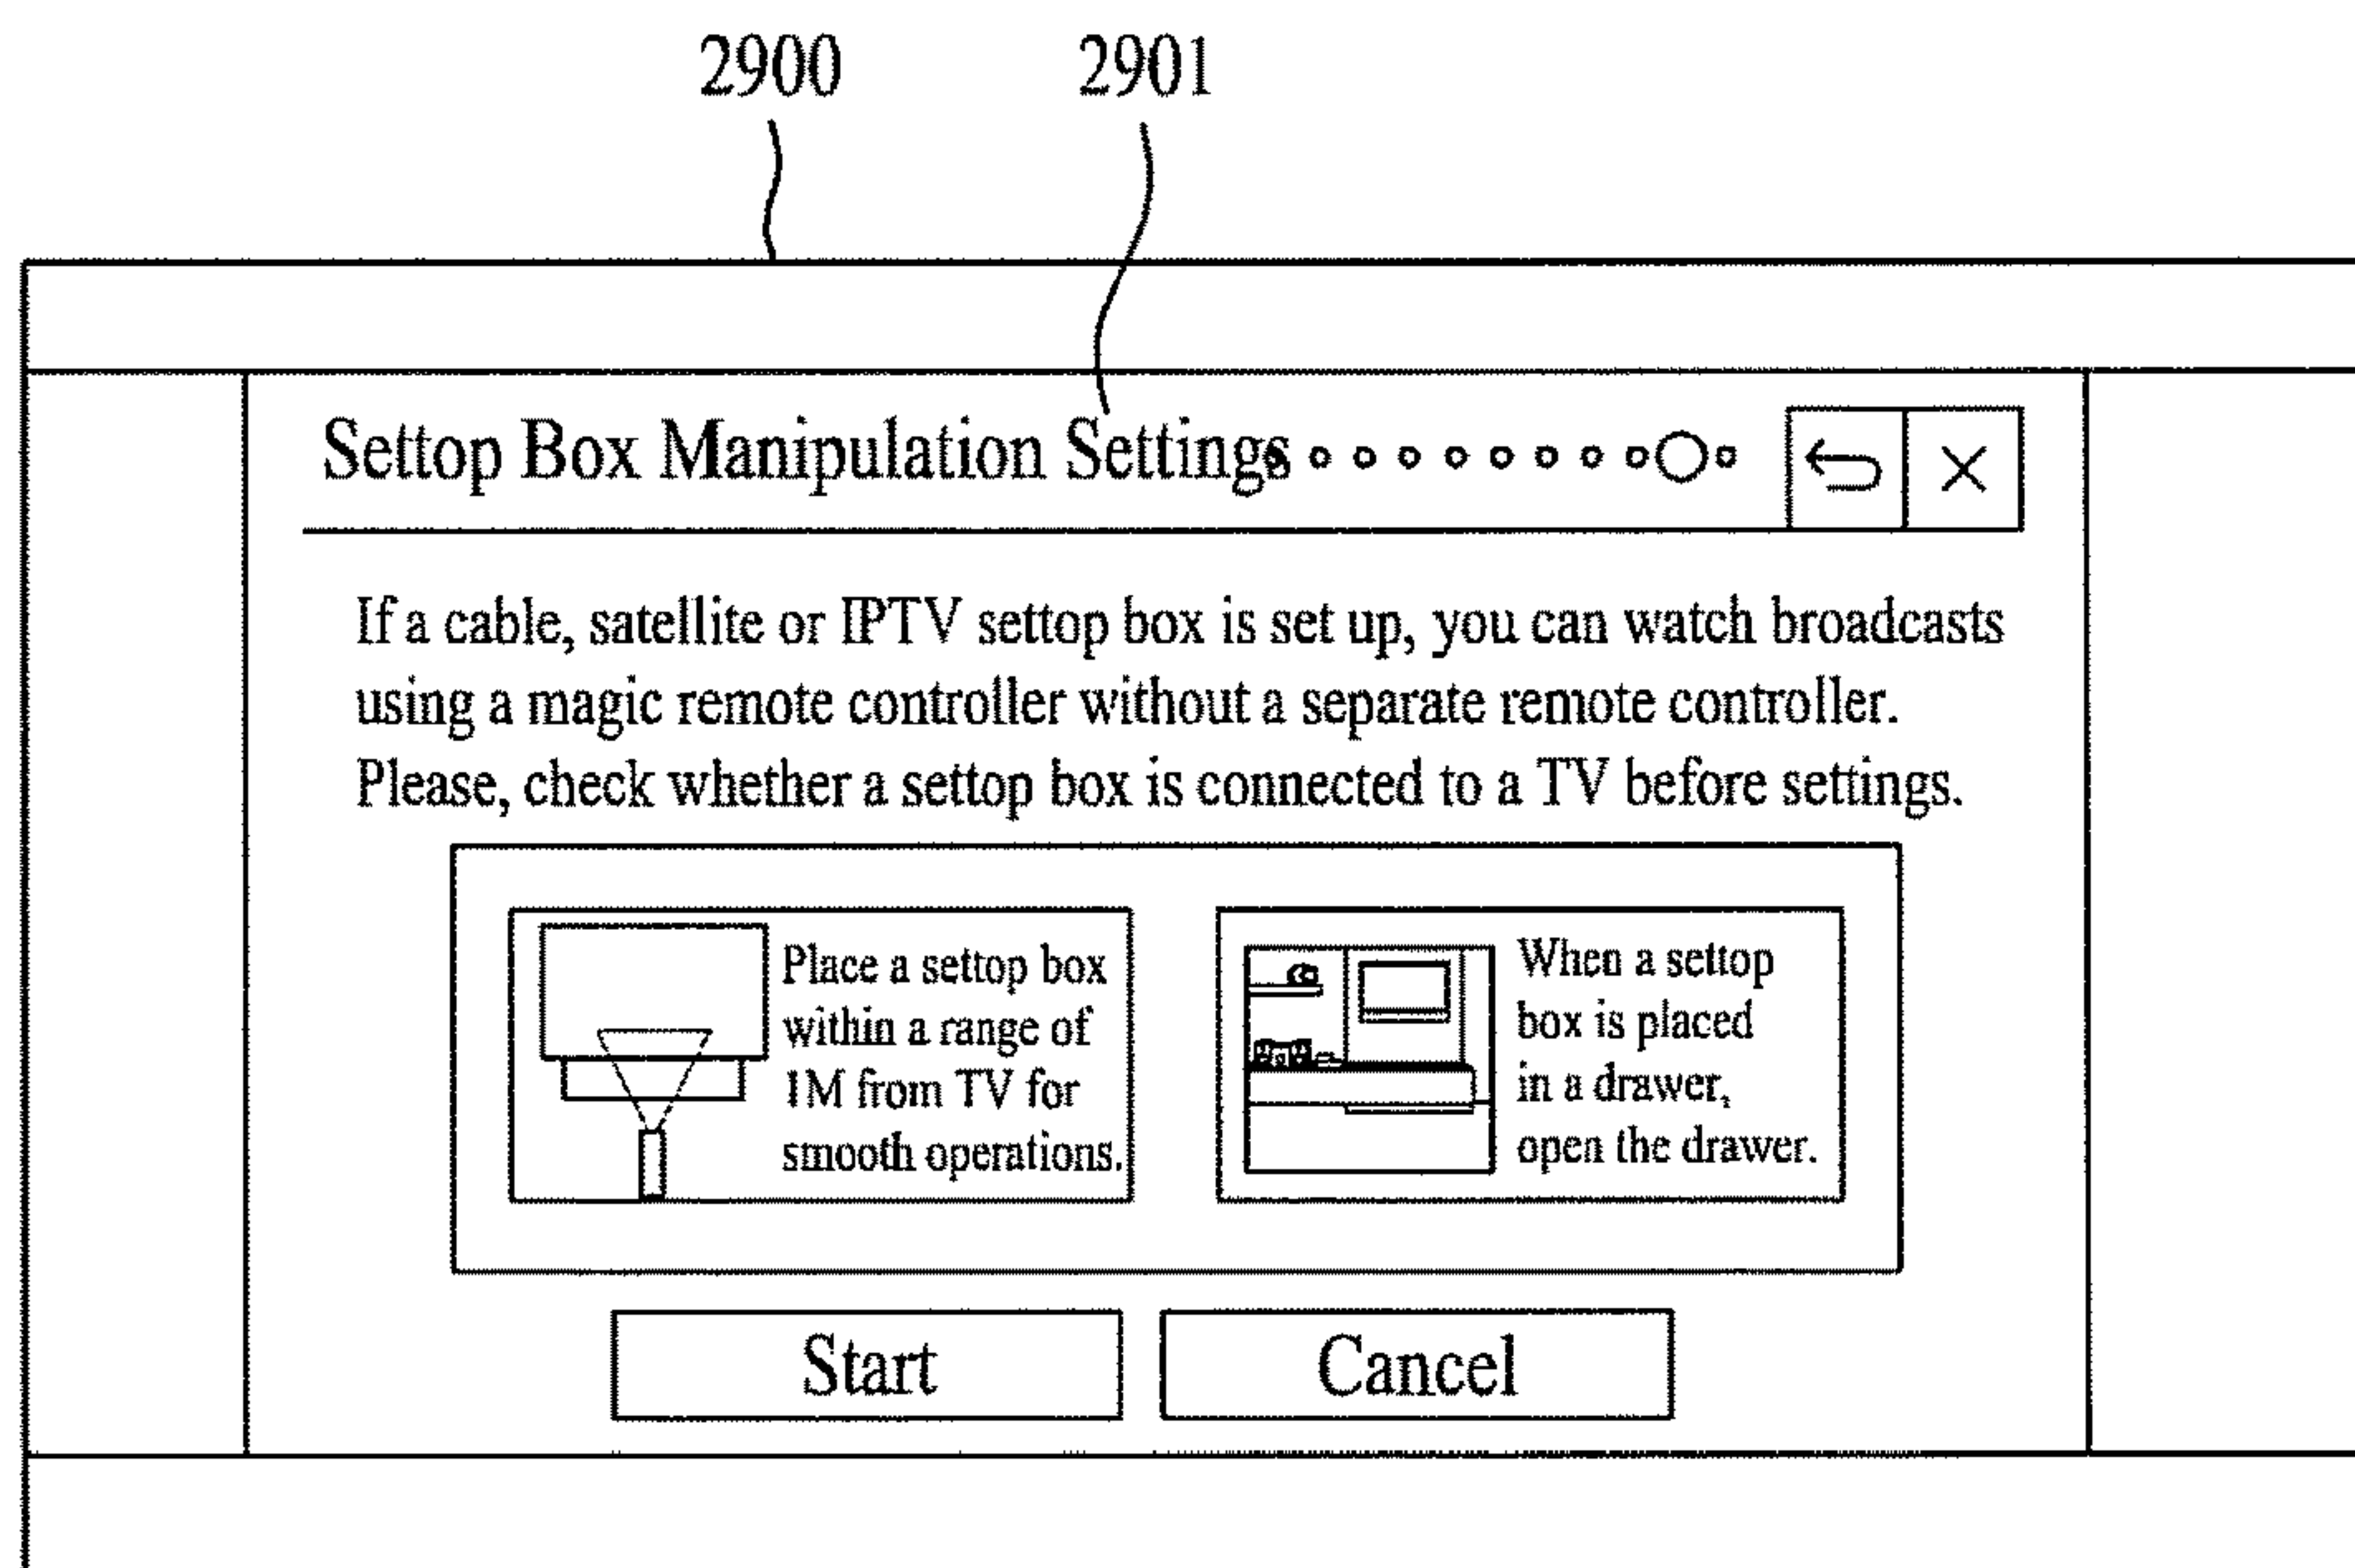 2900 2901
Settop Box Manipulation Settings
If a cable, satellite or IPTV settop box is set up, you can watch broadcasts
using a magic remote controller without a separate remote controller.
Please, check whether a settop box is connected to a TV before settings.
Place a settop box
within a range of
1M from TV for
smooth operations.
When a settop
box is placed
in a drawer,
open the drawer.
Start
Cancel